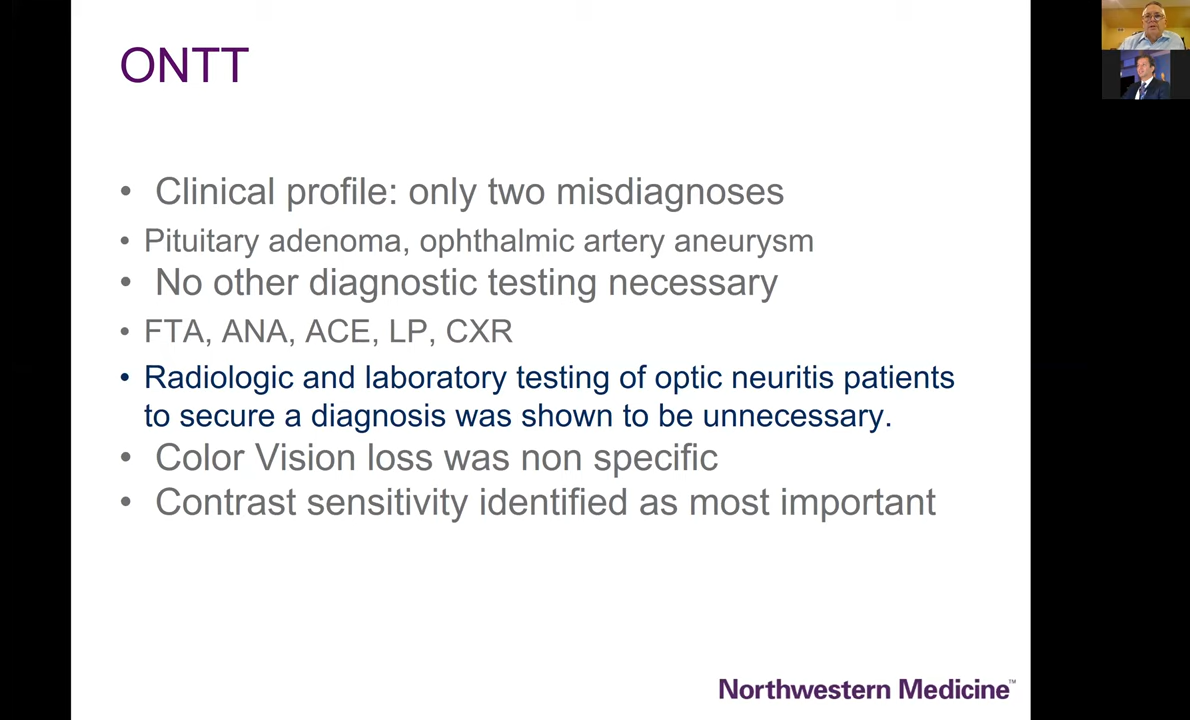 ONTT
• Clinical profile: only two misdiagnoses
• Pituitary adenoma, ophthalmic artery aneurysm
• No other diagnostic testing necessary
• FTA, ANA, ACE, LP, CXR
• Radiologic and laboratory testing of optic neuritis patients
to secure a diagnosis was shown to be unnecessary.
• Color Vision loss was non specific
• Contrast sensitivity identified as most important
Northwestern Medicine™